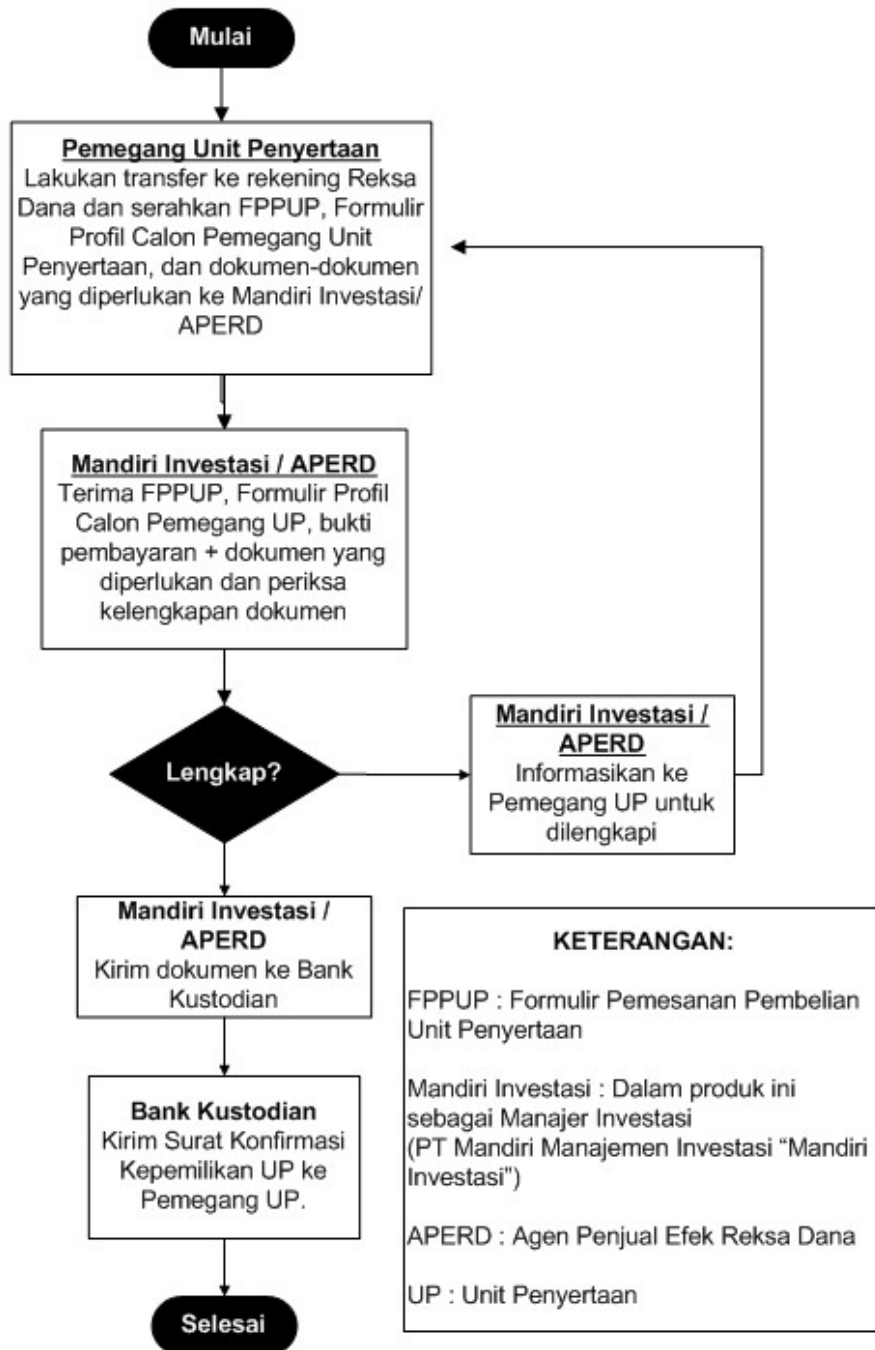 Mulai
Pemegang Unit Penyertaan
Lakukan transfer ke rekening Reksa
Dana dan serahkan FPPUP, Formulir
Profil Calon Pemegang Unit
Penyertaan, dan dokumen-dokumen
yang diperlukan ke Mandiri Investasi/
APERD
Mandiri Investasi / APERD
Terima FPPUP, Formulir Profil
Calon Pemegang UP, bukti
pembayaran + dokumen yang
diperlukan dan periksa
kelengkapan dokumen
Lengkap?
Mandiri Investasi /
APERD
Informasikan ke
Pemegang UP untuk
dilengkapi
Mandiri Investasi /
APERD
Kirim dokumen ke Bank
Kustodian
Bank Kustodian
Kirim Surat Konfirmasi
Kepemilikan UP ke
Pemegang UP.
Selesai
KETERANGAN:
FPPUP : Formulir Pemesanan Pembelian
Unit Penyertaan
Mandiri Investasi : Dalam produk ini
sebagai Manajer Investasi
(PT Mandiri Manajemen Investasi “Mandiri
Investasi”)
APERD : Agen Penjual Efek Reksa Dana
UP : Unit Penyertaan